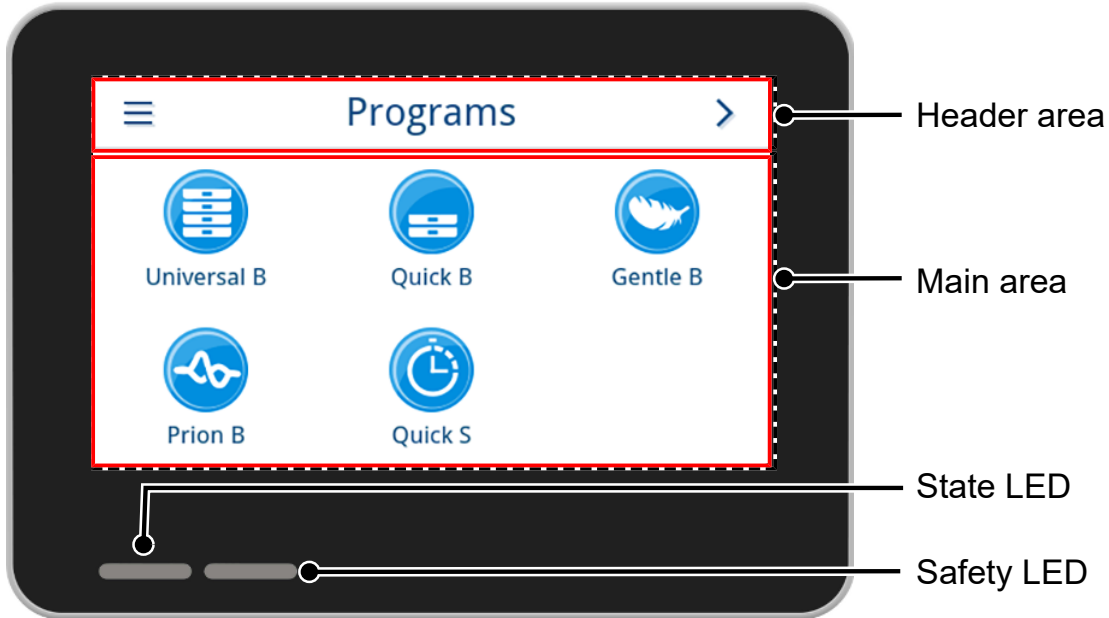 Programs
Header area
Universal B
Quick B
Gentle B
Main area
Prion B
Quick S
State LED
Safety LED